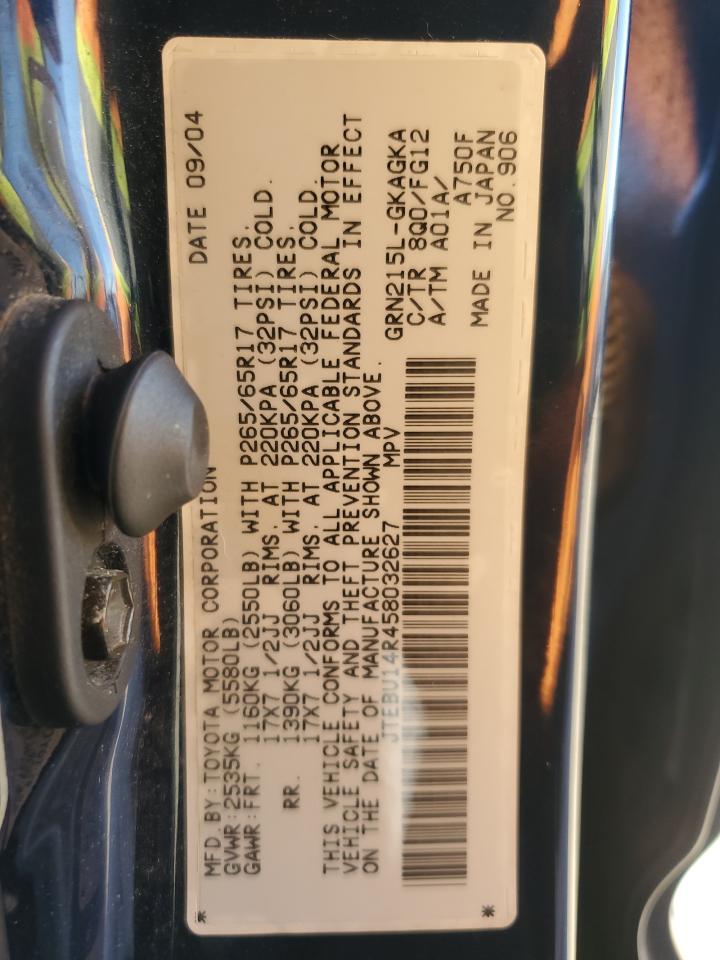 MFD.BY:TOYOTA MOTOR CORPORATION DATE 09/04
GVWR:2535KG (5580LB)
GAWR:FRT. 1160KG (2550LB) WITH P265/65R17 TIRES.
17X7 1/2JJ RIMS. AT 220KPA (32PSI) COLD.
RR. 1390KG (3060LB) WITH P265/65R17 TIRES.
17X7 1/2JJ RIMS. AT 220KPA (32PSI) COLD.
THIS VEHICLE CONFORMS TO ALL APPLICABLE FEDERAL MOTOR
VEHICLE SAFETY AND THEFT PREVENTION STANDARDS IN EFFECT
ON THE DATE OF MANUFACTURE SHOWN ABOVE.
JTEBU14R458032627 MPV
GRN215L-GKAGKA
C/TR 8Q0/FG12
A/TM A01A/
A750F
MADE IN JAPAN
NO.906